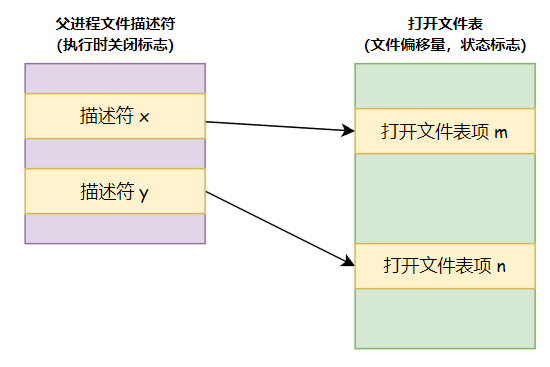 父进程文件描述符
(执行时关闭标志)
描述符 x
描述符 y
打开文件表
(文件偏移量，状态标志)
打开文件表项 m
打开文件表项 n